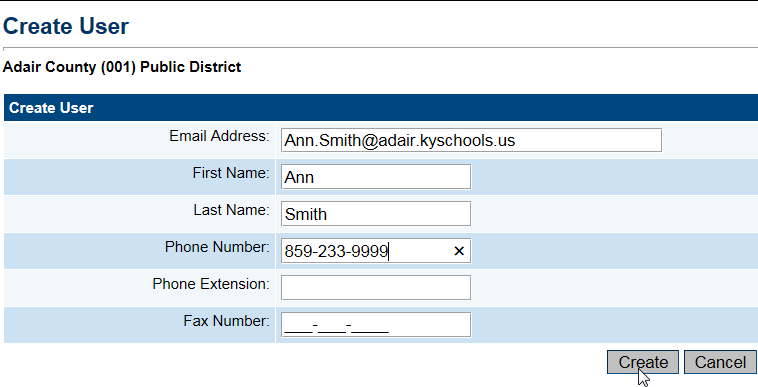 Create User
Adair County (001) Public District
Create User
Email Address: Ann.Smith@adair.kyschools.us
First Name: Ann
Last Name: Smith
Phone Number: 859-233-9999 ×
Phone Extension:
Fax Number: ___-___-____
Create Cancel